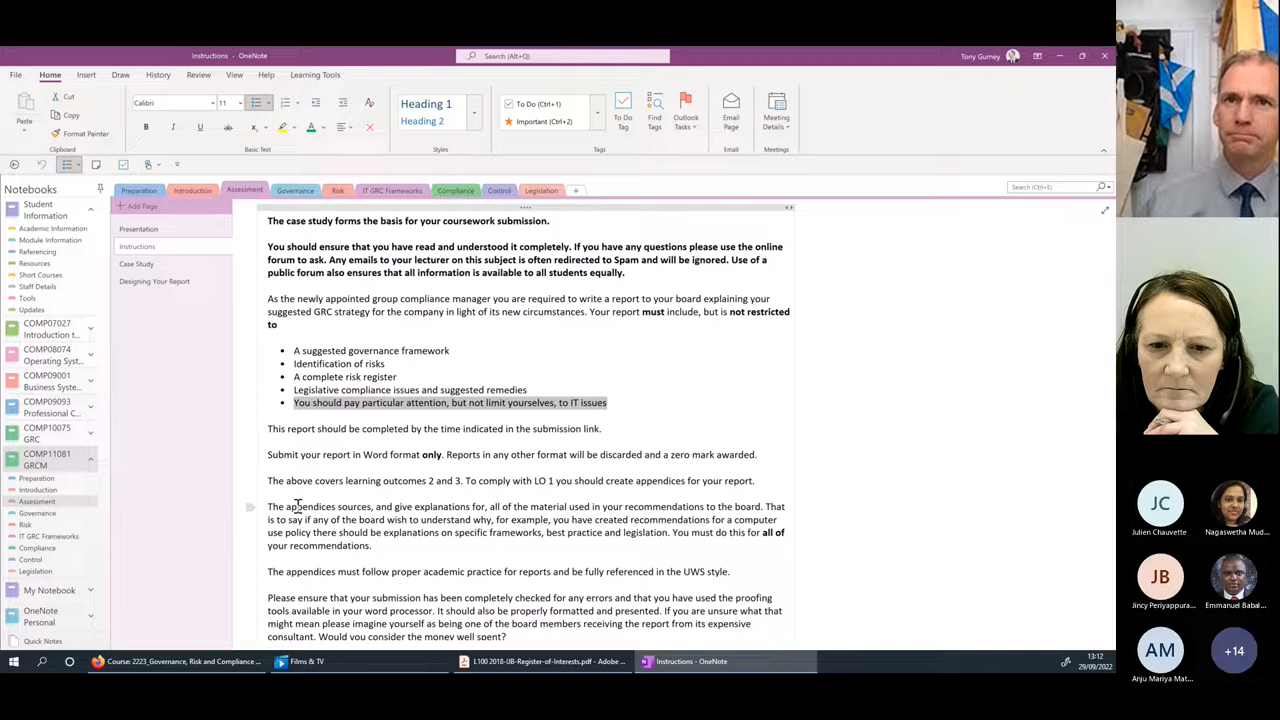 Instructions - OneNote
Search (Alt+Q)
Tony Gurney
File Home Insert Draw History Review View Help Learning Tools
Paste
Cut
Copy
Format Painter
Clipboard
Calibri 11
B I U ab
Basic Text
Heading 1
Heading 2
Styles
To Do (Ctrl+1)
Important (Ctrl+2)
To Do Tag
Find Tags
Outlook Tasks
Tags
Email Page
Email
Meeting Details
Meetings
Notebooks
Preparation Introduction Assessment Governance Risk IT GRC Frameworks Compliance Control Legislation +
Search (Ctrl+E)
Student Information
Academic Information
Module Information
Referencing
Resources
Short Courses
Staff Details
Tools
Updates
COMP07027 Introduction t...
COMP08074 Operating Syst...
COMP09001 Business Syste...
COMP09093 Professional C...
COMP10075 GRC
COMP11081 GRCM
Preparation
Introduction
Assessment
Governance
Risk
IT GRC Frameworks
Compliance
Control
Legislation
My Notebook
OneNote Personal
Quick Notes
Add Page
Presentation
Instructions
Case Study
Designing Your Report
The case study forms the basis for your coursework submission.
You should ensure that you have read and understood it completely. If you have any questions please use the online
forum to ask. Any emails to your lecturer on this subject is often redirected to Spam and will be ignored. Use of a
public forum also ensures that all information is available to all students equally.
As the newly appointed group compliance manager you are required to write a report to your board explaining your
suggested GRC strategy for the company in light of its new circumstances. Your report must include, but is not restricted
to
• A suggested governance framework
• Identification of risks
• A complete risk register
• Legislative compliance issues and suggested remedies
• You should pay particular attention, but not limit yourselves, to IT issues
This report should be completed by the time indicated in the submission link.
Submit your report in Word format only. Reports in any other format will be discarded and a zero mark awarded.
The above covers learning outcomes 2 and 3. To comply with LO 1 you should create appendices for your report.
The appendices sources, and give explanations for, all of the material used in your recommendations to the board. That
is to say if any of the board wish to understand why, for example, you have created recommendations for a computer
use policy there should be explanations on specific frameworks, best practice and legislation. You must do this for all of
your recommendations.
The appendices must follow proper academic practice for reports and be fully referenced in the UWS style.
Please ensure that your submission has been completely checked for any errors and that you have used the proofing
tools available in your word processor. It should also be properly formatted and presented. If you are unsure what that
might mean please imagine yourself as being one of the board members receiving the report from its expensive
consultant. Would you consider the money well spent?
JC
Julien Chauvette
Nagaswetha Mud...
JB
Jincy Periyappura...
Emmanuel Babal...
AM
Anju Mariya Mat...
+14
Course: 2223_Governance, Risk and Compliance ...
Films & TV
L100 2018-IJB-Register-of-Interests.pdf - Adobe ...
Instructions - OneNote
13:12
29/09/2022